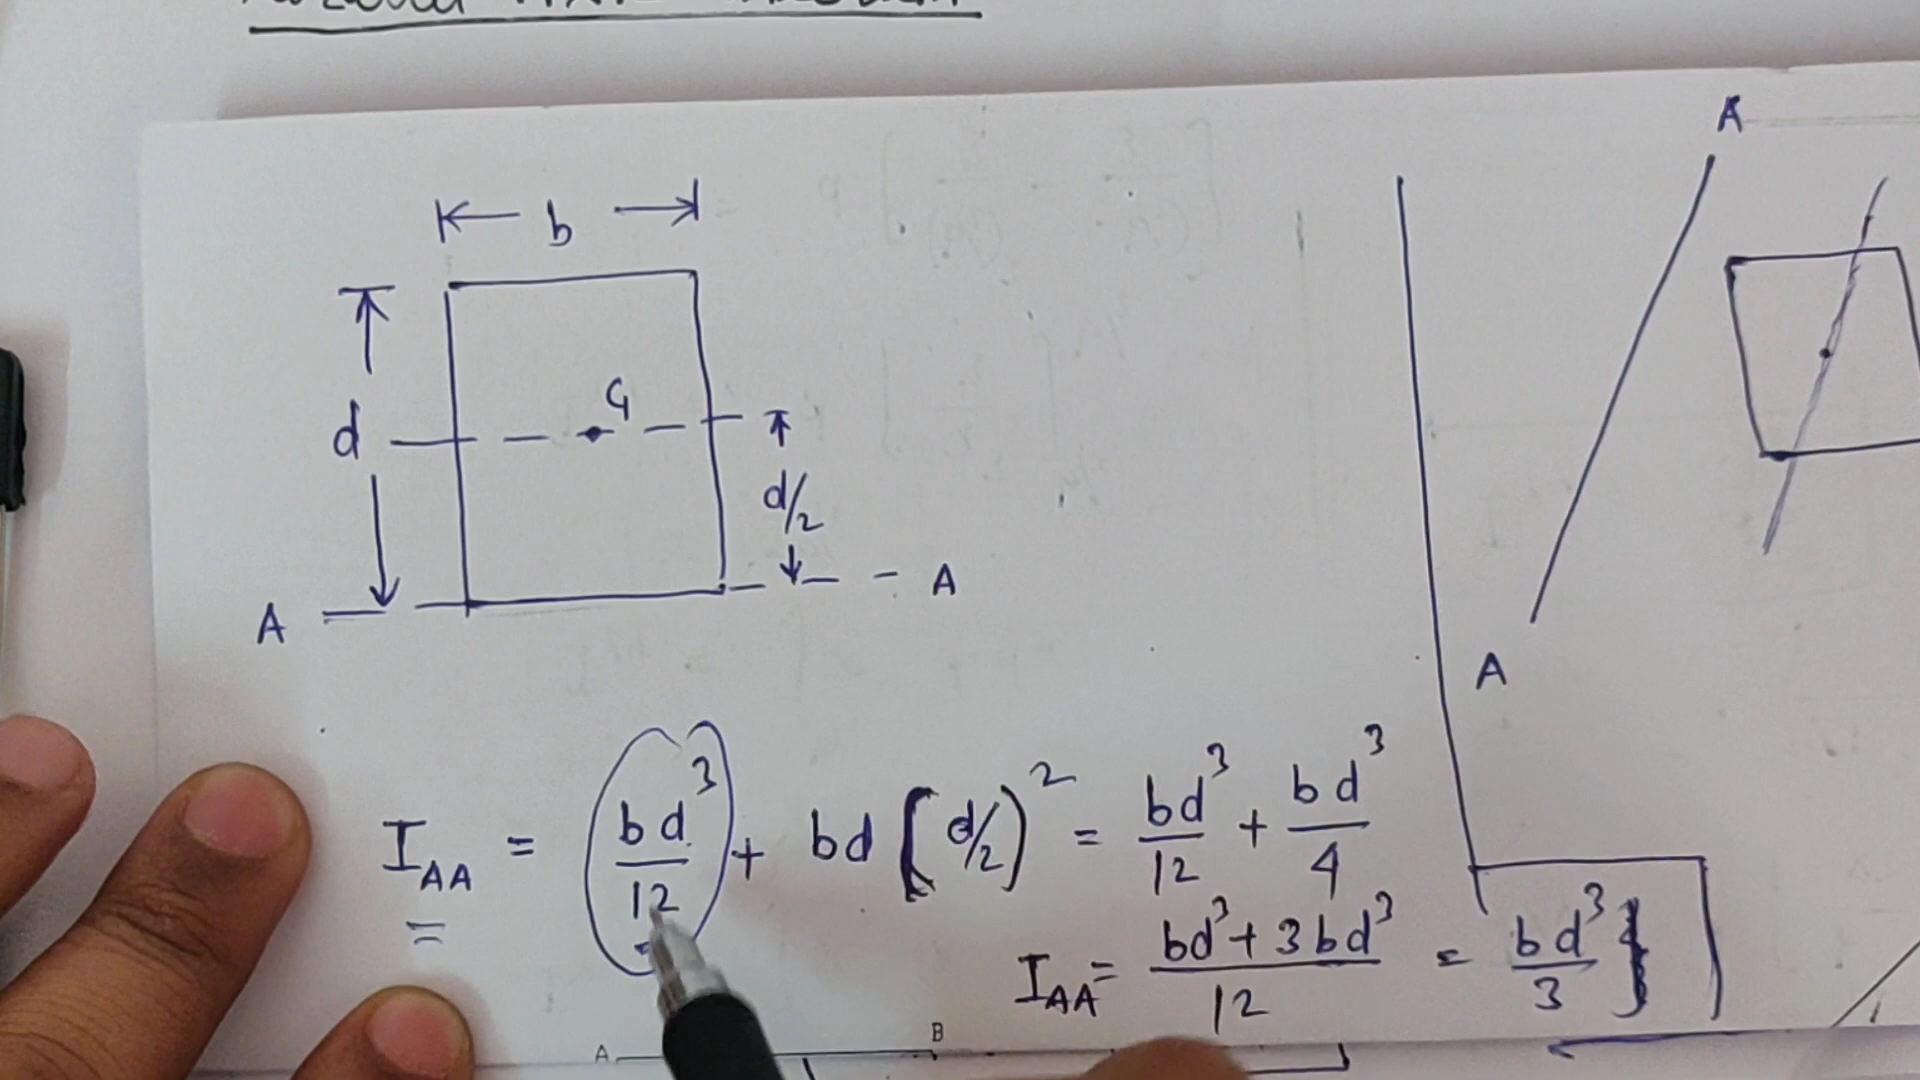 b
d
G
d/2
A A
I_AA = bd³/12 + bd (d/2)² = bd³/12 + bd³/4
I_AA = bd³ + 3bd³/12 = bd³/3
A
A
A B